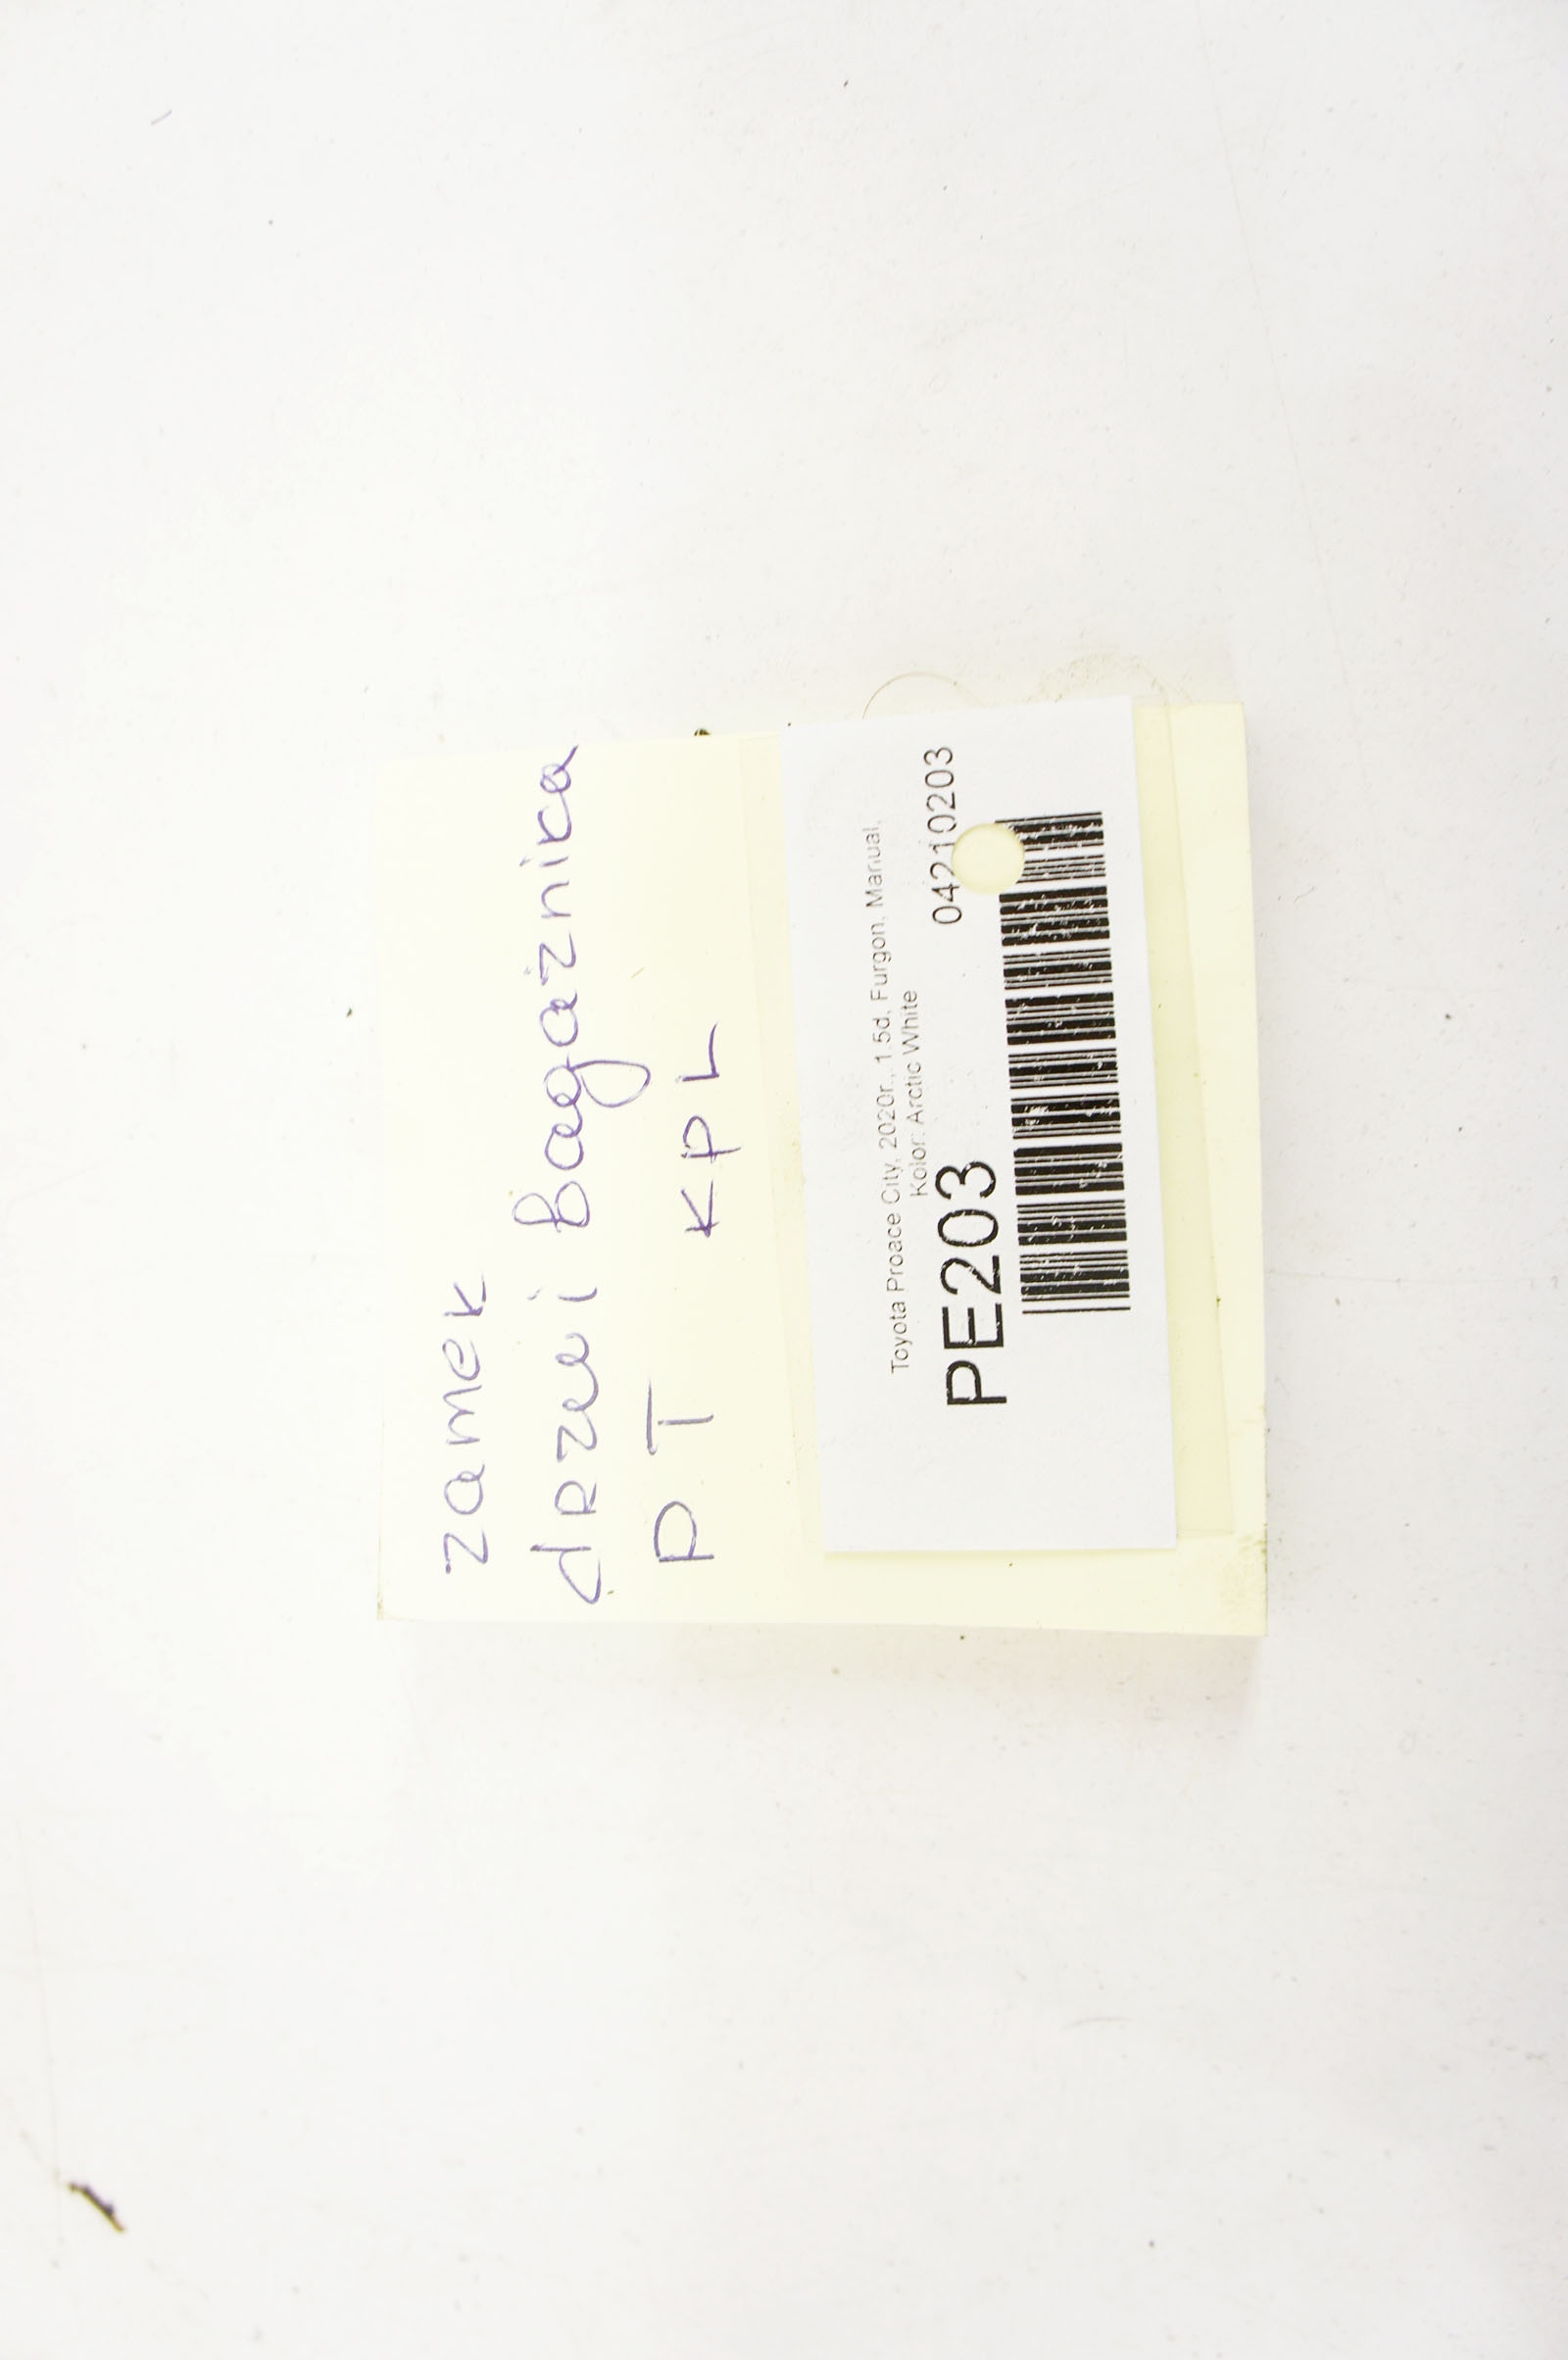 zamek
drzwi bagażnika
PT KPL
Toyota Proace City, 2020r., 1.5d, Furgon, Manual,
Kolor: Arctic White
PE203 04210203